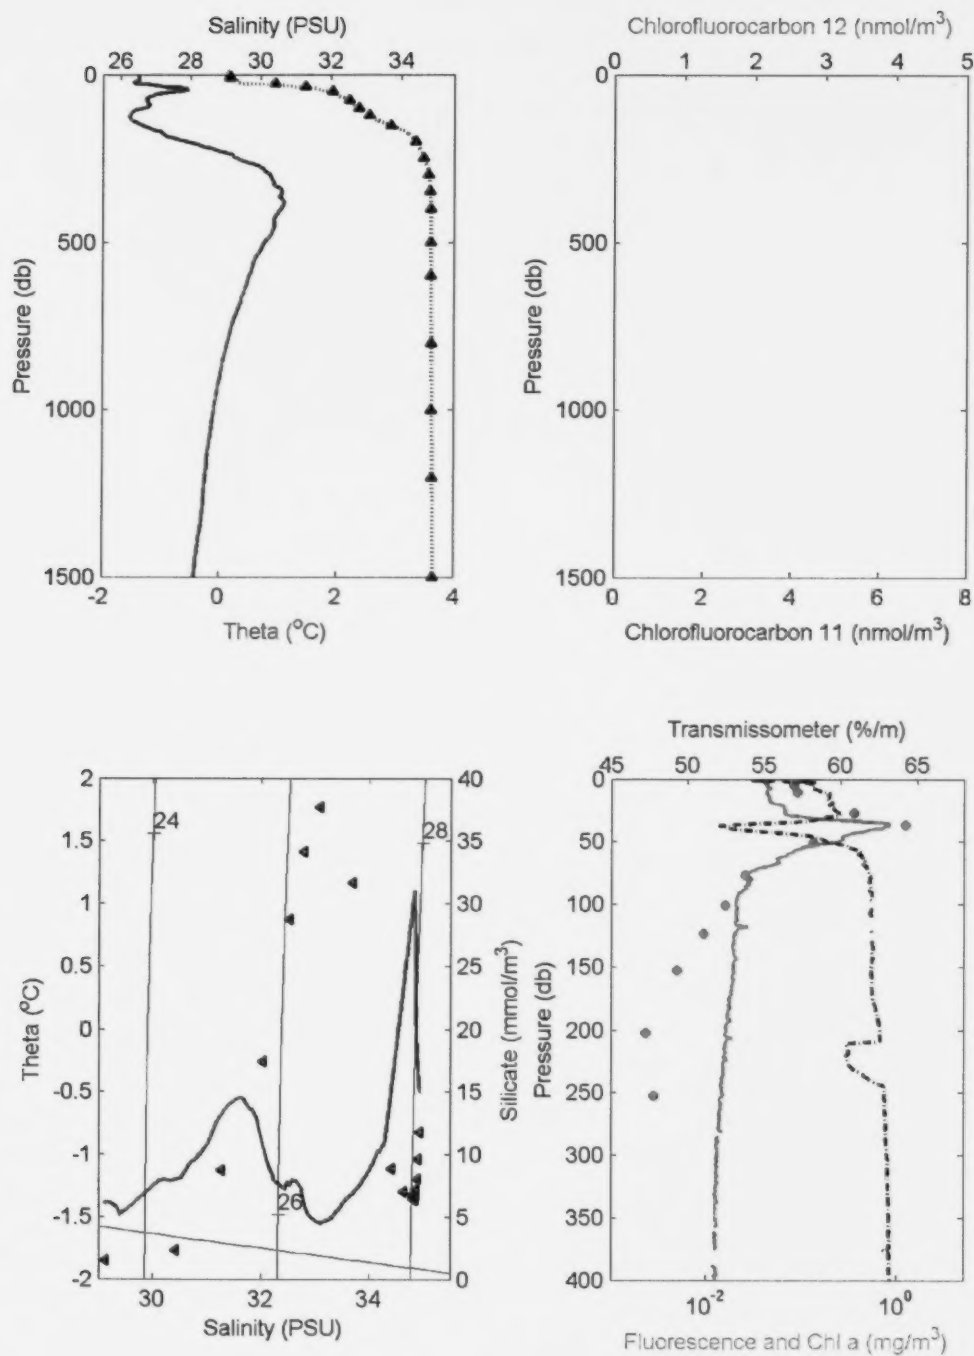 Salinity (PSU)
26 28 30 32 34
0
500
1000
1500
Pressure (db)
-2 0 2 4
Theta (°C)
Chlorofluorocarbon 12 (nmol/m³)
0 1 2 3 4 5
0
500
1000
1500
Pressure (db)
0 2 4 6 8
Chlorofluorocarbon 11 (nmol/m³)
2
1.5
1
0.5
0
-0.5
-1
-1.5
-2
Theta (°C)
24
26
28
40
35
30
25
20
15
10
5
0
Silicate (mmol/m³)
30 32 34
Salinity (PSU)
Transmissometer (%/m)
45 50 55 60 65
0
50
100
150
200
250
300
350
400
Pressure (db)
10⁻² 10⁰
Fluorescence and Chl a (mg/m³)